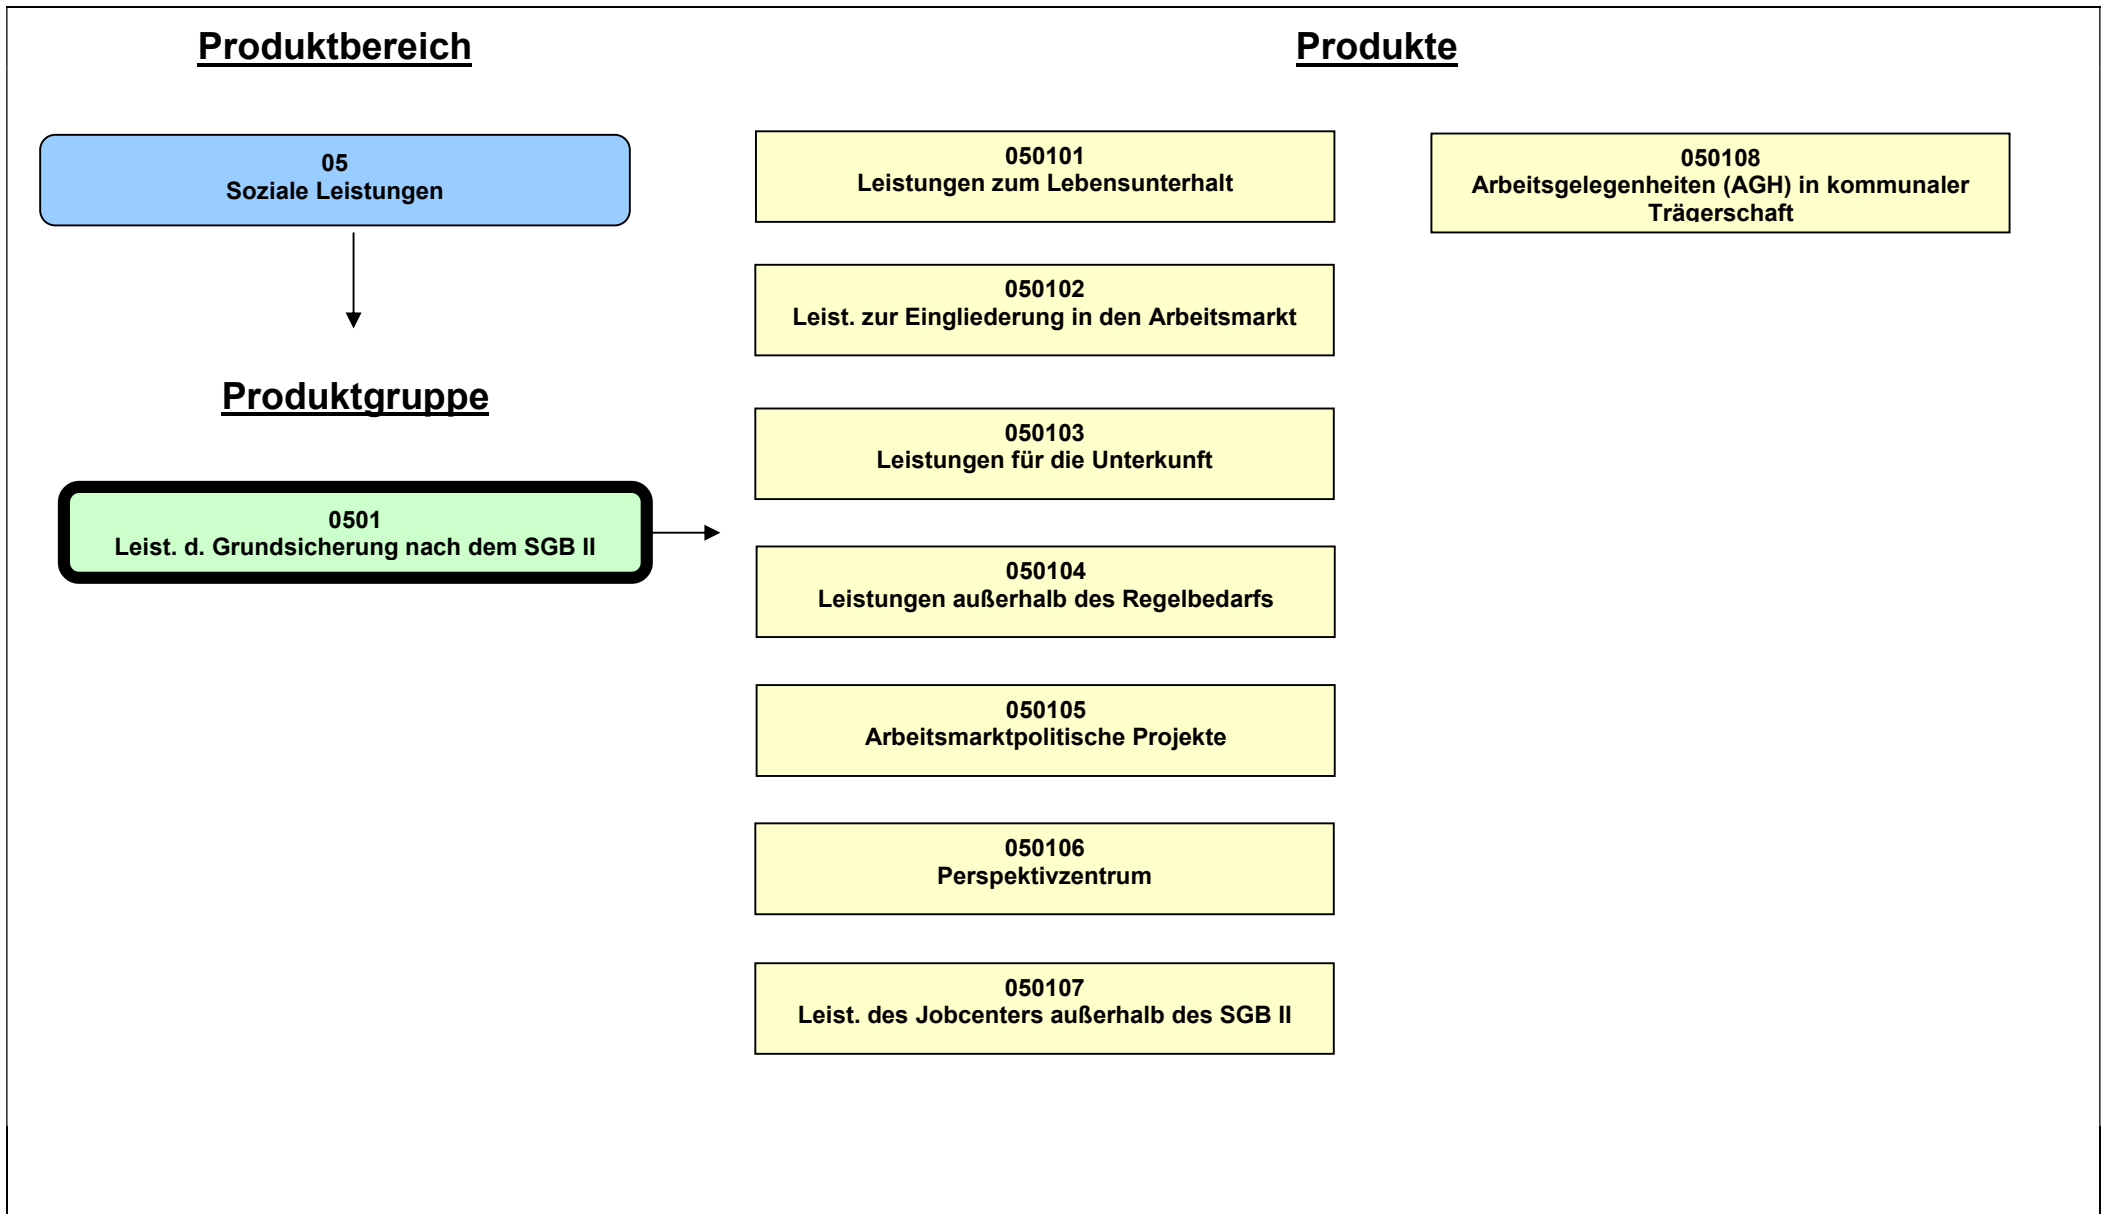 Produktbereich
05
Soziale Leistungen
Produktgruppe
0501
Leist. d. Grundsicherung nach dem SGB II
Produkte
050101
Leistungen zum Lebensunterhalt
050102
Leist. zur Eingliederung in den Arbeitsmarkt
050103
Leistungen für die Unterkunft
050104
Leistungen außerhalb des Regelbedarfs
050105
Arbeitsmarktpolitische Projekte
050106
Perspektivzentrum
050107
Leist. des Jobcenters außerhalb des SGB II
050108
Arbeitsgelegenheiten (AGH) in kommunaler
Trägerschaft